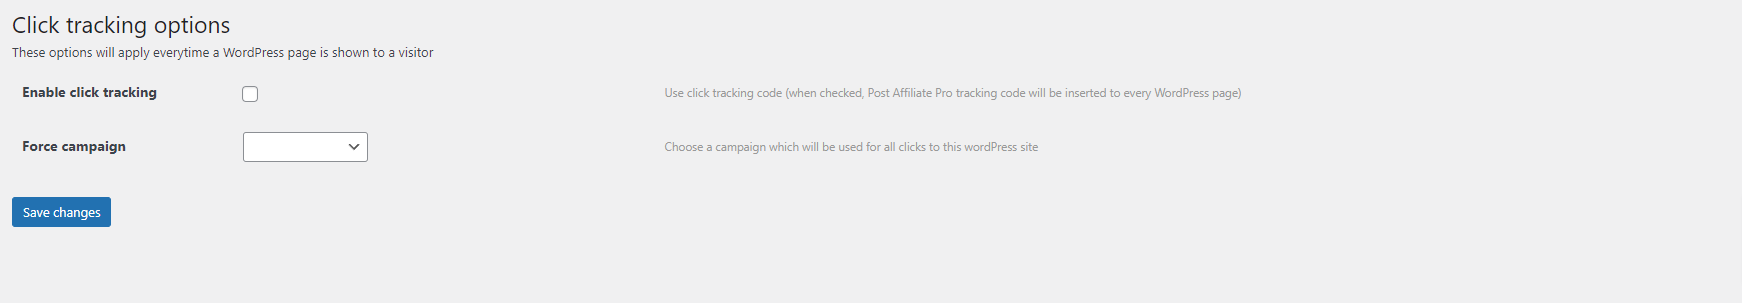 Click tracking options
These options will apply everytime a WordPress page is shown to a visitor
Enable click tracking
Use click tracking code (when checked, Post Affiliate Pro tracking code will be inserted to every WordPress page)
Force campaign
Choose a campaign which will be used for all clicks to this wordPress site
Save changes